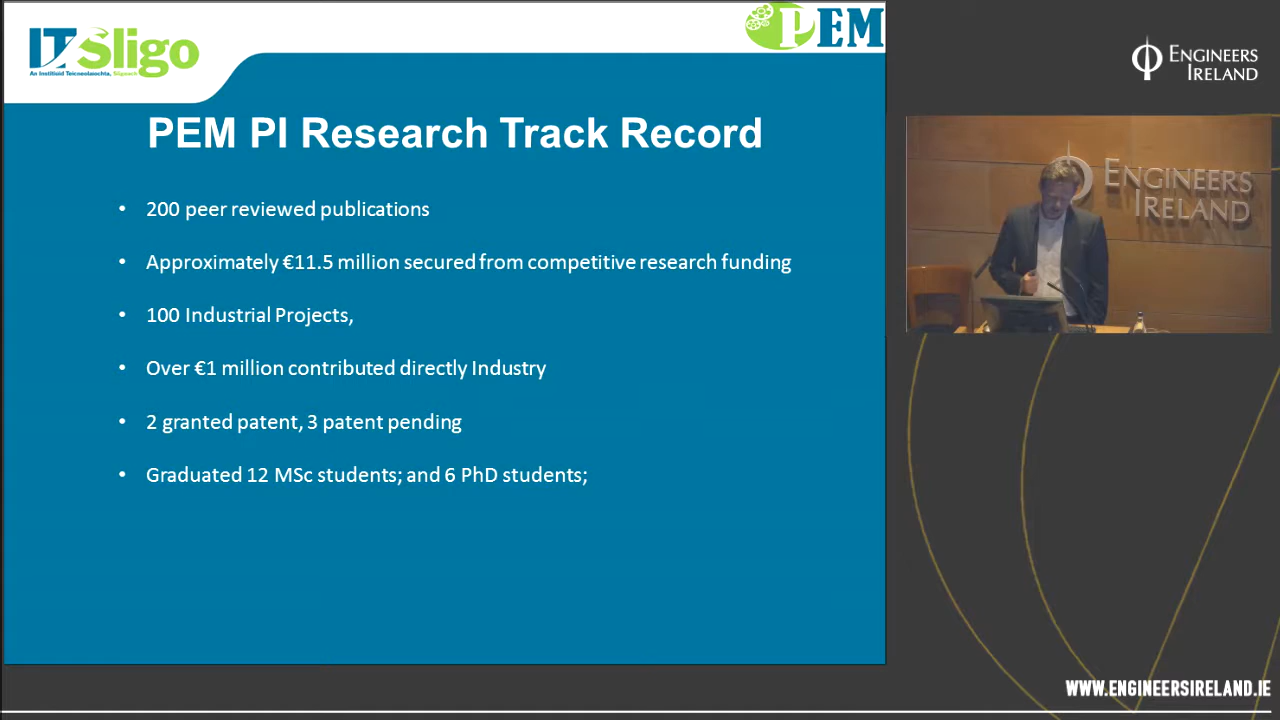 IT Sligo
An Institiúid Teicneolaíochta, Sligeach
PEM
PEM PI Research Track Record
• 200 peer reviewed publications
• Approximately €11.5 million secured from competitive research funding
• 100 Industrial Projects,
• Over €1 million contributed directly Industry
• 2 granted patent, 3 patent pending
• Graduated 12 MSc students; and 6 PhD students;
ENGINEERS
IRELAND
ENGINEERS
IRELAND
WWW.ENGINEERSIRELAND.IE